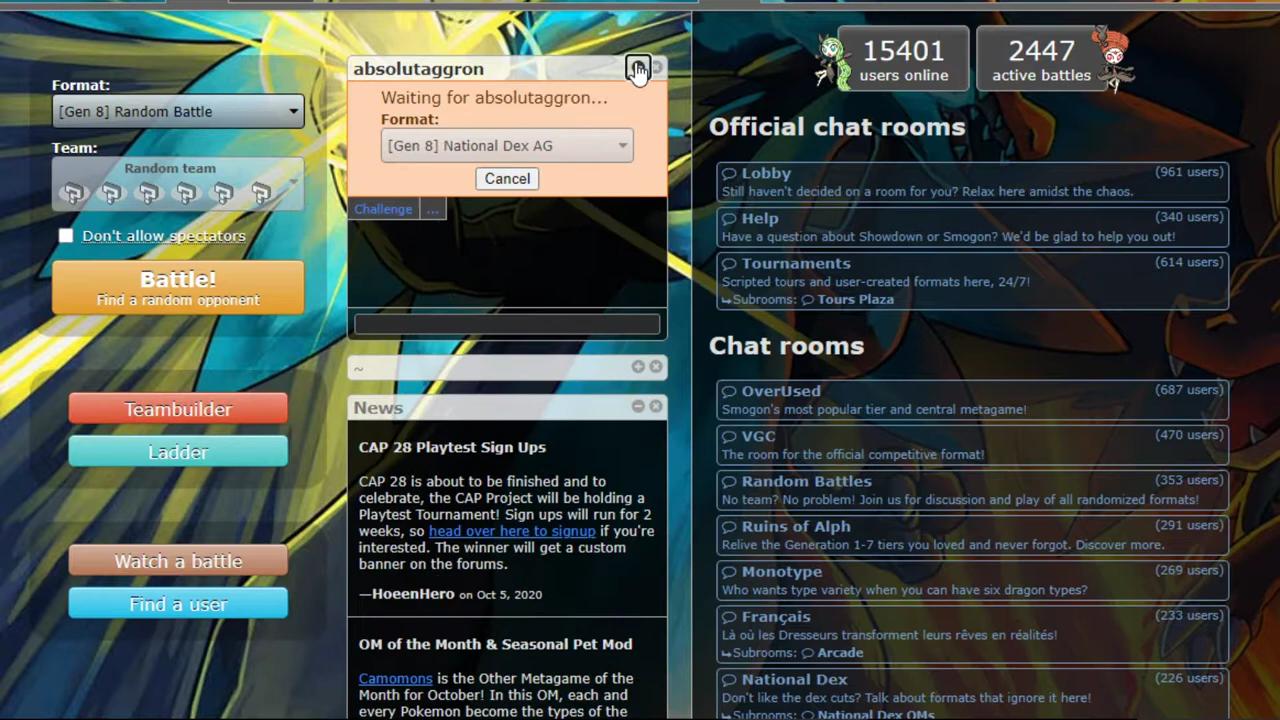 Format:
[Gen 8] Random Battle
Team:
Random team
Don't allow spectators
Battle!
Find a random opponent
Teambuilder
Ladder
Watch a battle
Find a user
absolutaggron
Waiting for absolutaggron...
Format:
[Gen 8] National Dex AG
Cancel
Challenge
...
~
News
CAP 28 Playtest Sign Ups
CAP 28 is about to be finished and to
celebrate, the CAP Project will be holding a
Playtest Tournament! Sign ups will run for 2
weeks, so head over here to signup if you're
interested. The winner will get a custom
banner on the forums.
—HoeenHero on Oct 5, 2020
OM of the Month & Seasonal Pet Mod
Camomons is the Other Metagame of the
Month for October! In this OM, each and
every Pokemon become the types of the
15401
users online
2447
active battles
Official chat rooms
Lobby (961 users)
Still haven't decided on a room for you? Relax here amidst the chaos.
Help (340 users)
Have a question about Showdown or Smogon? We'd be glad to help you out!
Tournaments (614 users)
Scripted tours and user-created formats here, 24/7!
↳Subrooms: Tours Plaza
Chat rooms
OverUsed (687 users)
Smogon's most popular tier and central metagame!
VGC (470 users)
The room for the official competitive format!
Random Battles (353 users)
No team? No problem! Join us for discussion and play of all randomized formats!
Ruins of Alph (291 users)
Relive the Generation 1-7 tiers you loved and never forgot. Discover more.
Monotype (269 users)
Who wants type variety when you can have six dragon types?
Français (233 users)
Là où les Dresseurs transforment leurs rêves en réalités!
↳Subrooms: Arcade
National Dex (226 users)
Don't like the dex cuts? Talk about formats that ignore it here!
↳Subrooms: National Dex OMs